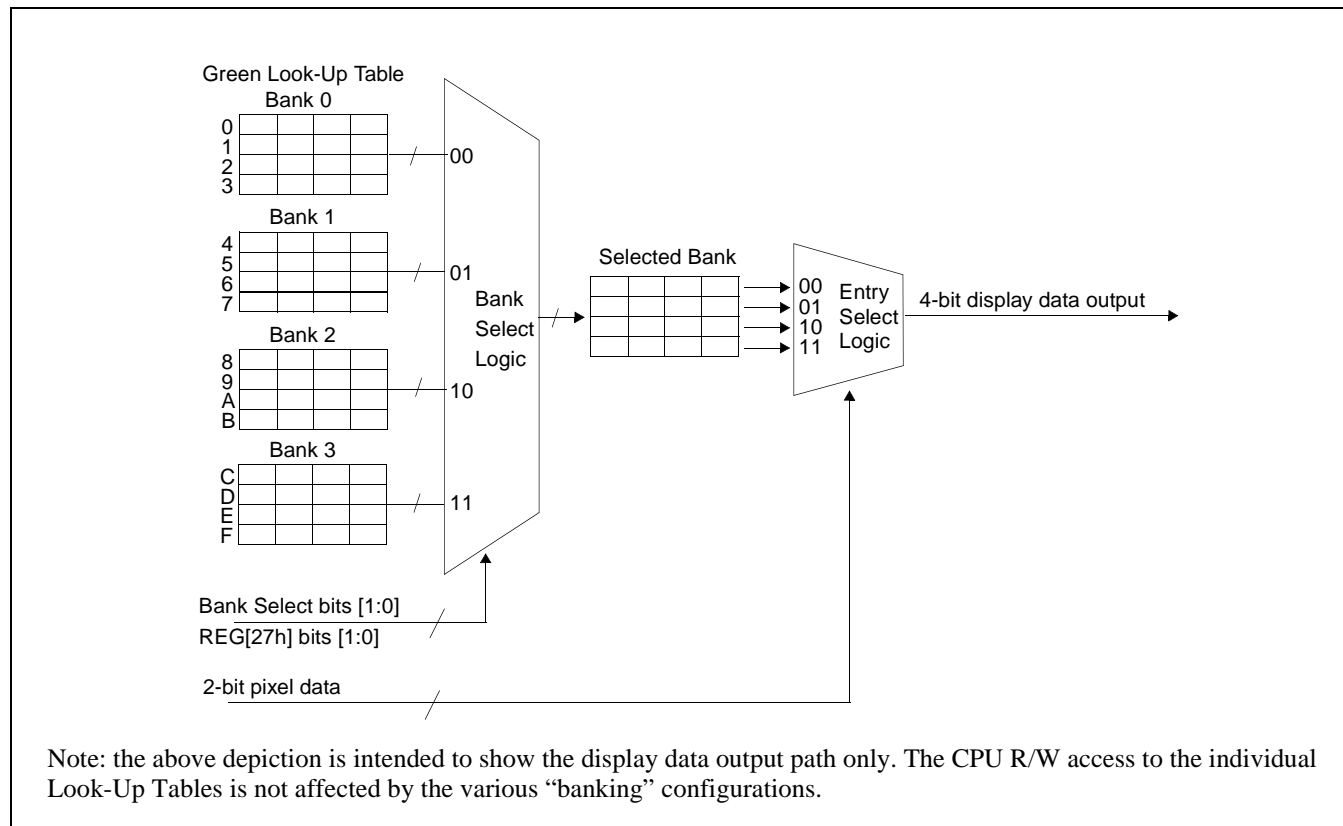 Green Look-Up Table
Bank 0
0
1
2
3
00
Bank 1
4
5
6
7
01
Bank 2
8
9
A
B
10
Bank 3
C
D
E
F
11
Bank
Select
Logic
Selected Bank
00
01
10
11
Entry
Select
Logic
4-bit display data output
Bank Select bits [1:0]
REG[27h] bits [1:0]
2-bit pixel data
Note: the above depiction is intended to show the display data output path only. The CPU R/W access to the individual
Look-Up Tables is not affected by the various “banking” configurations.